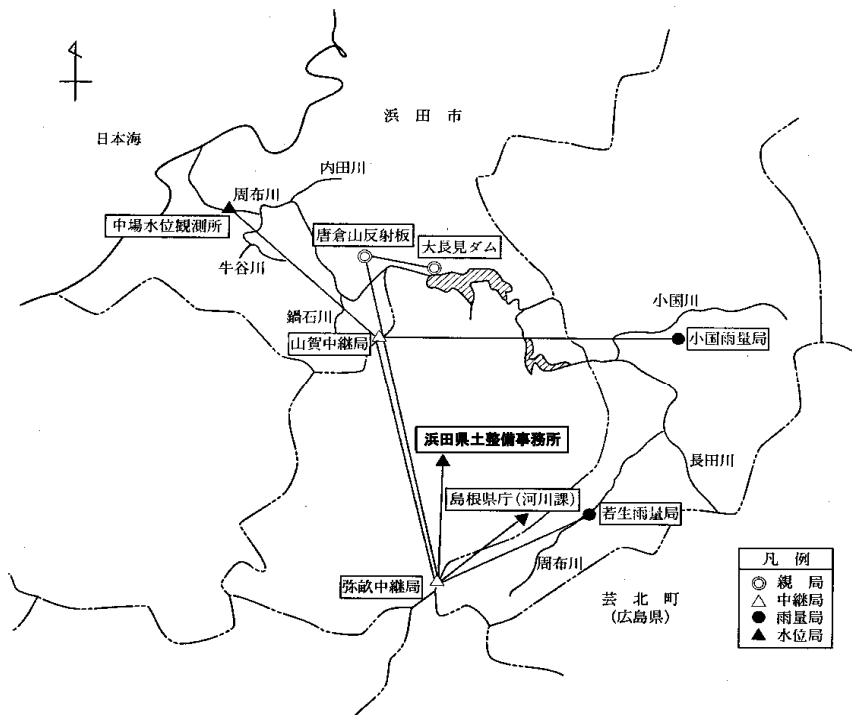 浜田市
日本海
内田川
周布川
中場水位観測所
唐倉山反射板
大長見ダム
牛谷川
小国川
鍋石川
山賀中継局
小国雨量局
浜田県土整備事務所
長田川
島根県庁(河川課)
若生雨量局
周布川
弥畝中継局
芸北町
(広島県)
凡例
◎ 親局
△ 中継局
● 雨量局
▲ 水位局